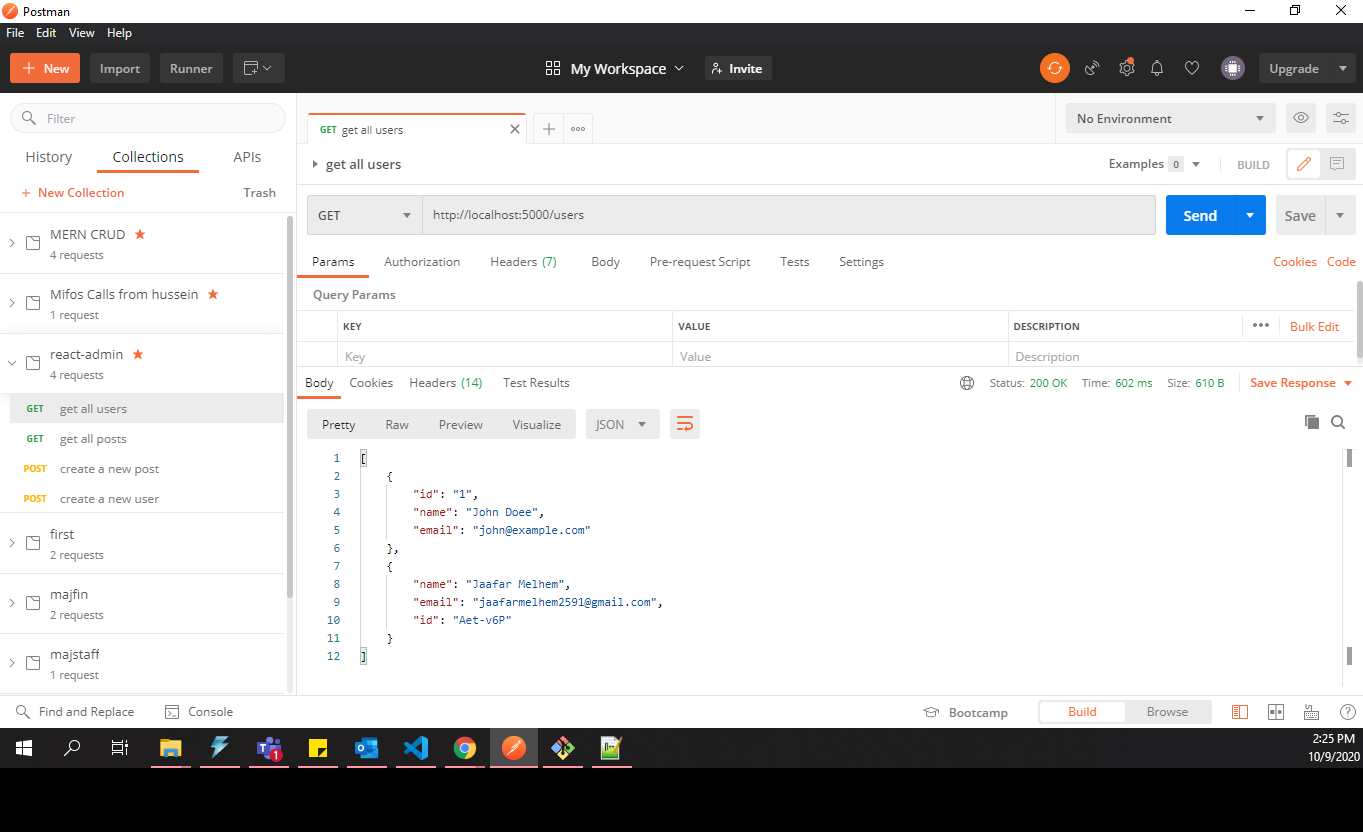 Postman
File Edit View Help
New Import Runner My Workspace Invite Upgrade
Filter
History Collections APIs
New Collection Trash
MERN CRUD
4 requests
Mifos Calls from hussein
1 request
react-admin
4 requests
GET get all users
GET get all posts
POST create a new post
POST create a new user
first
2 requests
majfin
2 requests
majstaff
1 request
GET get all users
No Environment
get all users
Examples 0 BUILD
GET http://localhost:5000/users Send Save
Params Authorization Headers (7) Body Pre-request Script Tests Settings Cookies Code
Query Params
KEY VALUE DESCRIPTION Bulk Edit
Key Value Description
Body Cookies Headers (14) Test Results Status: 200 OK Time: 602 ms Size: 610 B Save Response
Pretty Raw Preview Visualize JSON
1 [
2 {
3 "id": "1",
4 "name": "John Doee",
5 "email": "john@example.com"
6 },
7 {
8 "name": "Jaafar Melhem",
9 "email": "jaafarmelhem2591@gmail.com",
10 "id": "Aet-v6P"
11 }
12 ]
Find and Replace Console Bootcamp Build Browse
1
2:25 PM
10/9/2020